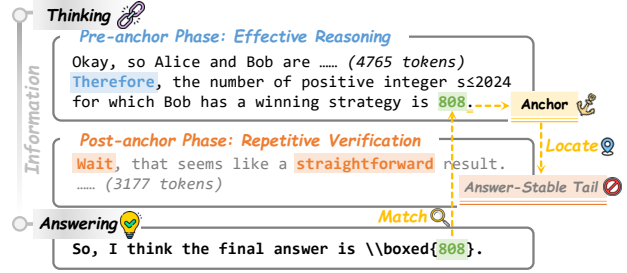 Thinking
Information
Pre-anchor Phase: Effective Reasoning
Okay, so Alice and Bob are …… (4765 tokens)
Therefore, the number of positive integer s≤2024
for which Bob has a winning strategy is 808.
Anchor
Post-anchor Phase: Repetitive Verification
Wait, that seems like a straightforward result.
…… (3177 tokens)
Locate
Answer-Stable Tail
Answering
Match
So, I think the final answer is \\boxed{808}.